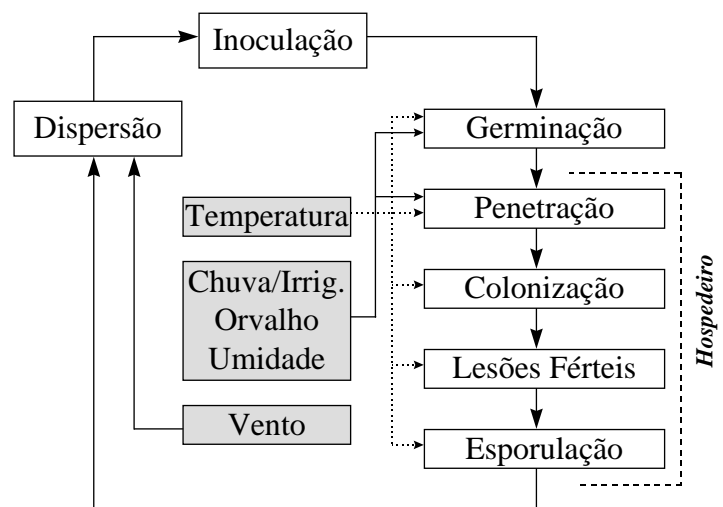 Inoculação
Dispersão
Germinação
Temperatura
Penetração
Chuva/Irrig.
Orvalho
Umidade
Colonização
Hospedeiro
Lesões Férteis
Vento
Esporulação